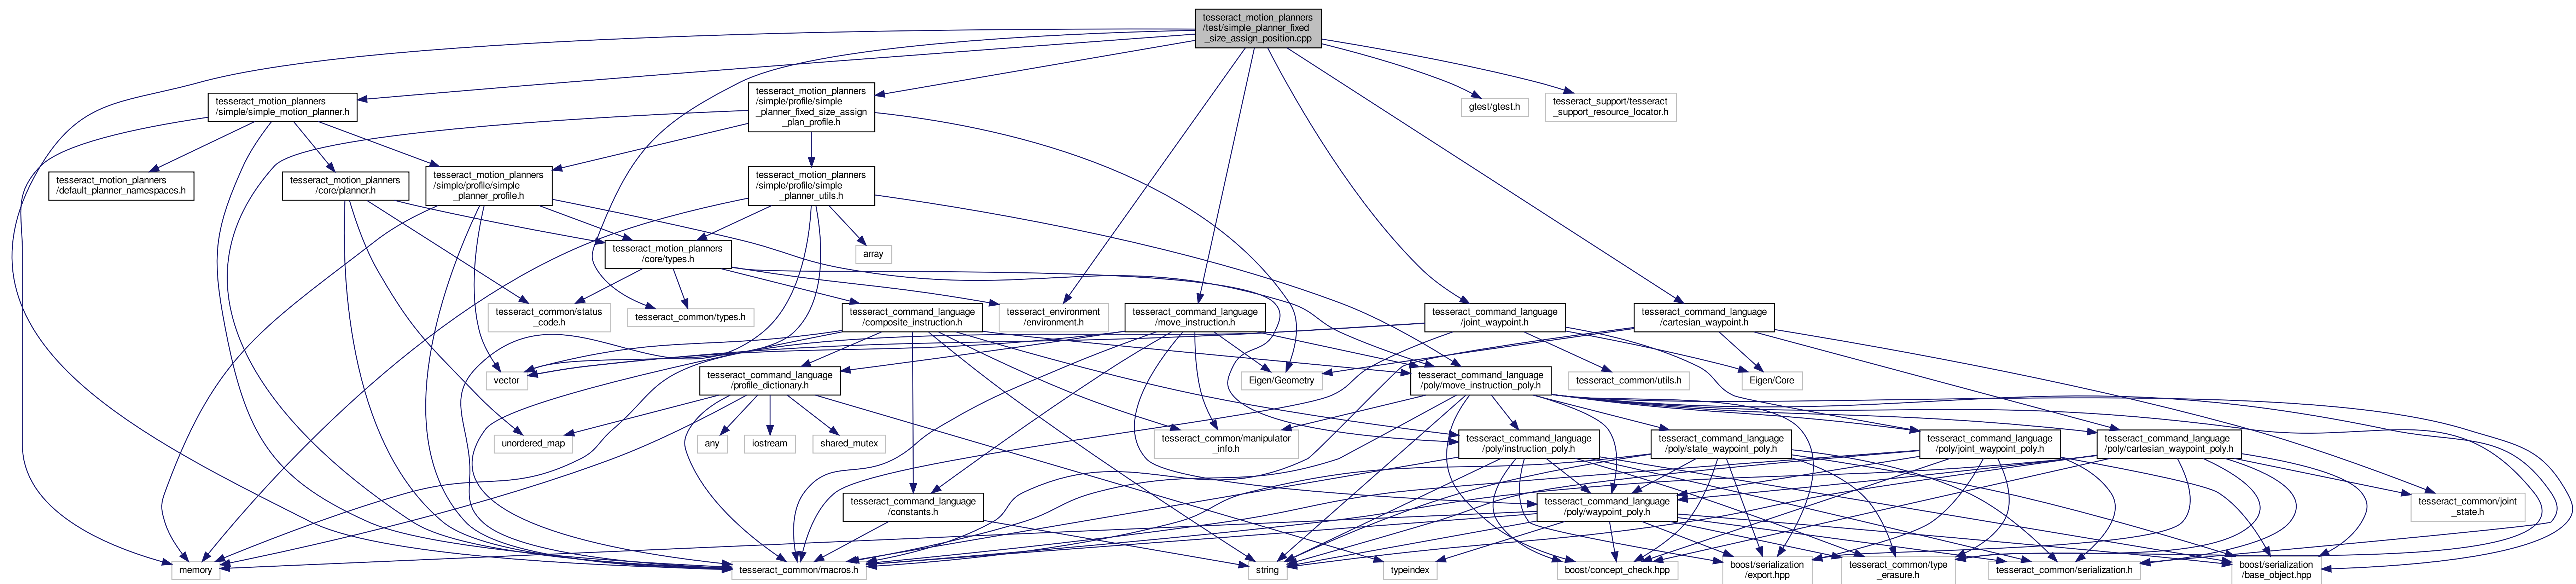 tesseract_motion_planners
/test/simple_planner_fixed
_size_assign_position.cpp
tesseract_motion_planners
/simple/simple_motion_planner.h
tesseract_motion_planners
/simple/profile/simple
_planner_fixed_size_assign
_plan_profile.h
gtest/gtest.h
tesseract_support/tesseract
_support_resource_locator.h
tesseract_motion_planners
/default_planner_namespaces.h
tesseract_motion_planners
/core/planner.h
tesseract_motion_planners
/simple/profile/simple
_planner_profile.h
tesseract_motion_planners
/simple/profile/simple
_planner_utils.h
tesseract_motion_planners
/core/types.h
array
tesseract_common/status
_code.h
tesseract_common/types.h
tesseract_command_language
/composite_instruction.h
tesseract_environment
/environment.h
tesseract_command_language
/move_instruction.h
tesseract_command_language
/joint_waypoint.h
tesseract_command_language
/cartesian_waypoint.h
vector
tesseract_command_language
/profile_dictionary.h
Eigen/Geometry
tesseract_command_language
/poly/move_instruction_poly.h
tesseract_common/utils.h
Eigen/Core
unordered_map
any
iostream
shared_mutex
tesseract_common/manipulator
_info.h
tesseract_command_language
/poly/instruction_poly.h
tesseract_command_language
/poly/state_waypoint_poly.h
tesseract_command_language
/poly/joint_waypoint_poly.h
tesseract_command_language
/poly/cartesian_waypoint_poly.h
tesseract_command_language
/constants.h
tesseract_command_language
/poly/waypoint_poly.h
tesseract_common/joint
_state.h
memory
tesseract_common/macros.h
string
typeindex
boost/concept_check.hpp
boost/serialization
/export.hpp
tesseract_common/type
_erasure.h
tesseract_common/serialization.h
boost/serialization
/base_object.hpp